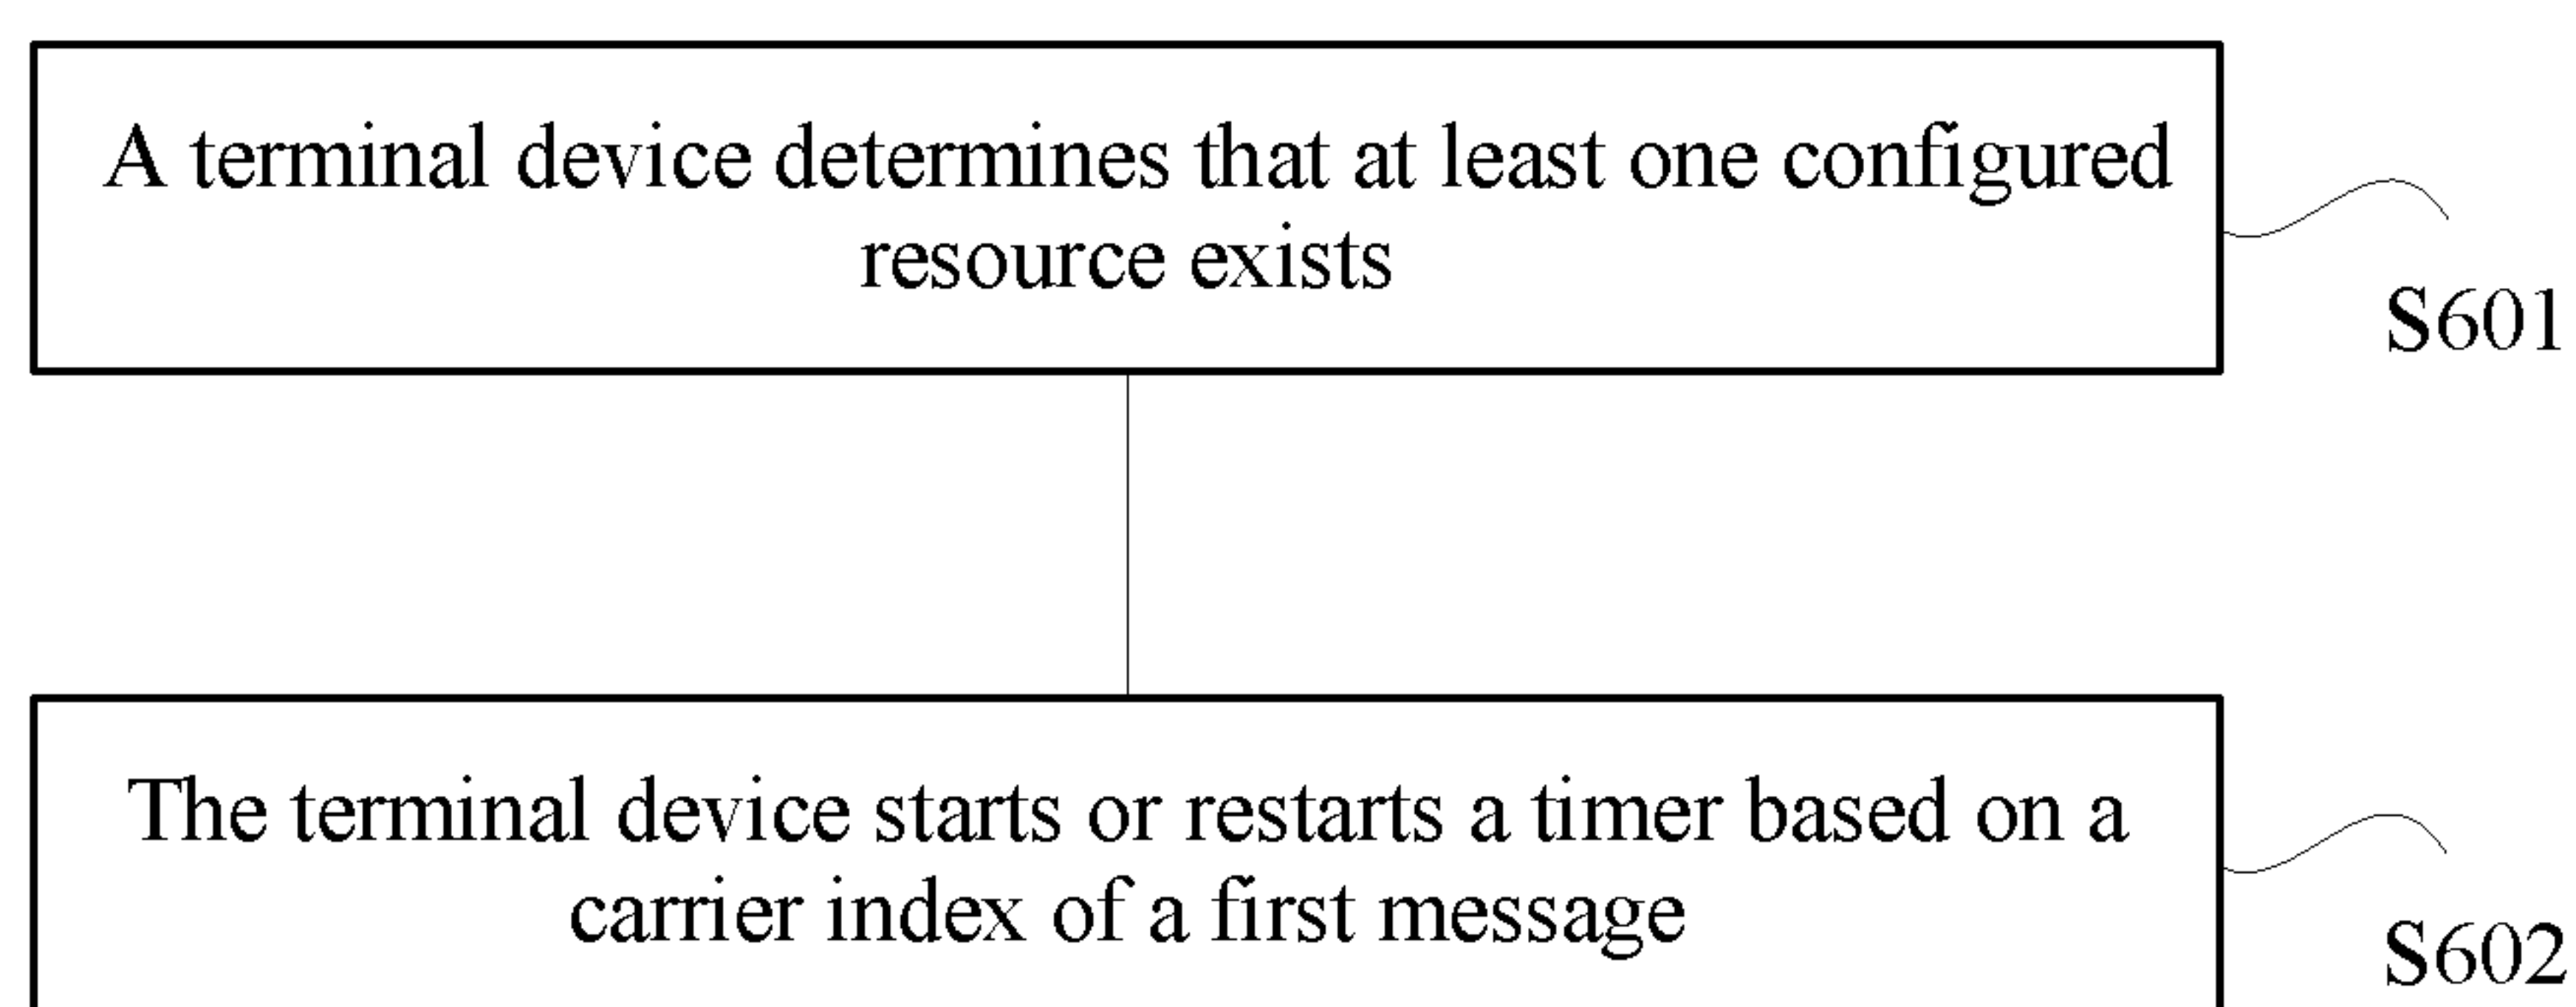 A terminal device determines that at least one configured
resource exists
S601
The terminal device starts or restarts a timer based on a
carrier index of a first message
S602